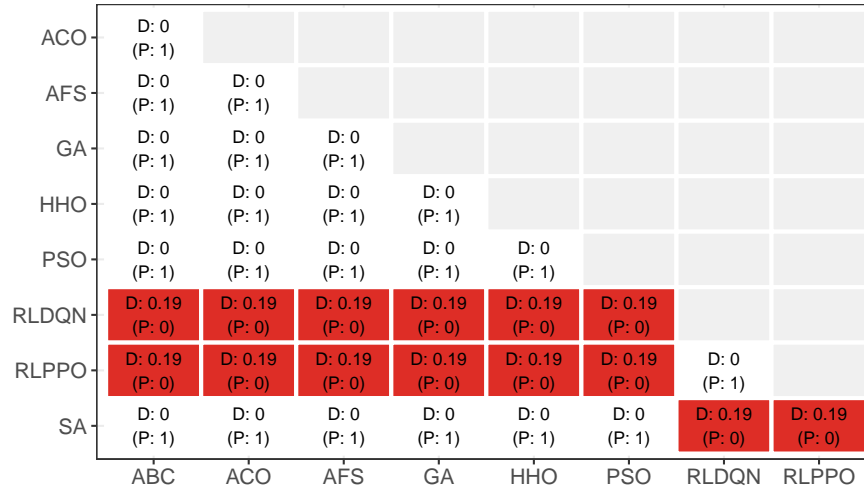 ACO
D: 0
(P: 1)
AFS
D: 0 D: 0
(P: 1) (P: 1)
GA
D: 0 D: 0 D: 0
(P: 1) (P: 1) (P: 1)
HHO
D: 0 D: 0 D: 0 D: 0
(P: 1) (P: 1) (P: 1) (P: 1)
PSO
D: 0 D: 0 D: 0 D: 0 D: 0
(P: 1) (P: 1) (P: 1) (P: 1) (P: 1)
RLDQN
D: 0.19 D: 0.19 D: 0.19 D: 0.19 D: 0.19 D: 0.19
(P: 0) (P: 0) (P: 0) (P: 0) (P: 0) (P: 0)
RLPPO
D: 0.19 D: 0.19 D: 0.19 D: 0.19 D: 0.19 D: 0.19 D: 0
(P: 0) (P: 0) (P: 0) (P: 0) (P: 0) (P: 0) (P: 1)
SA
D: 0 D: 0 D: 0 D: 0 D: 0 D: 0 D: 0.19 D: 0.19
(P: 1) (P: 1) (P: 1) (P: 1) (P: 1) (P: 1) (P: 0) (P: 0)
ABC ACO AFS GA HHO PSO RLDQN RLPPO